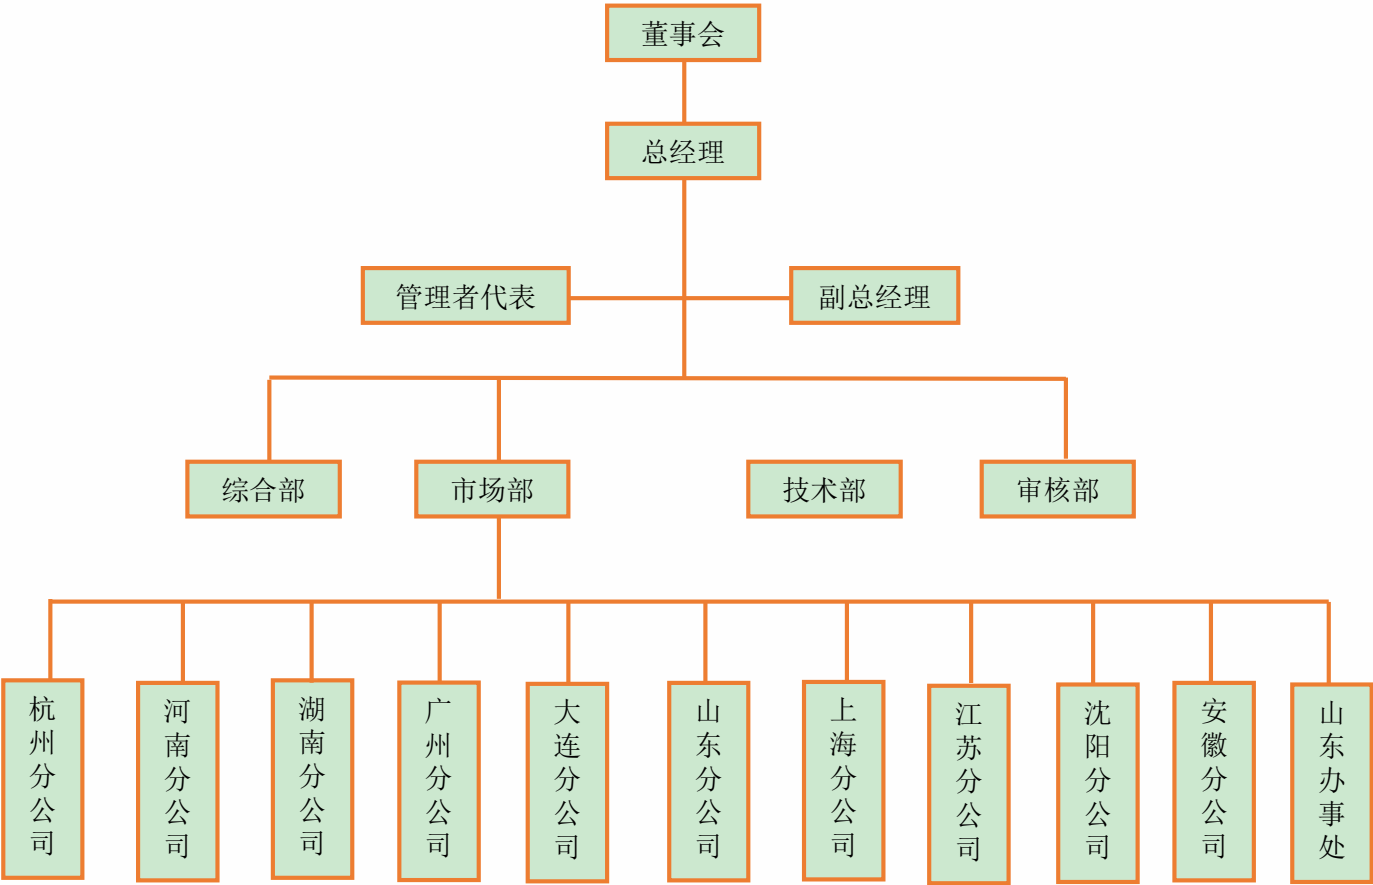 董事会
总经理
管理者代表
副总经理
综合部
市场部
技术部
审核部
杭州分公司
河南分公司
湖南分公司
广州分公司
大连分公司
山东分公司
上海分公司
江苏分公司
沈阳分公司
安徽分公司
山东办事处